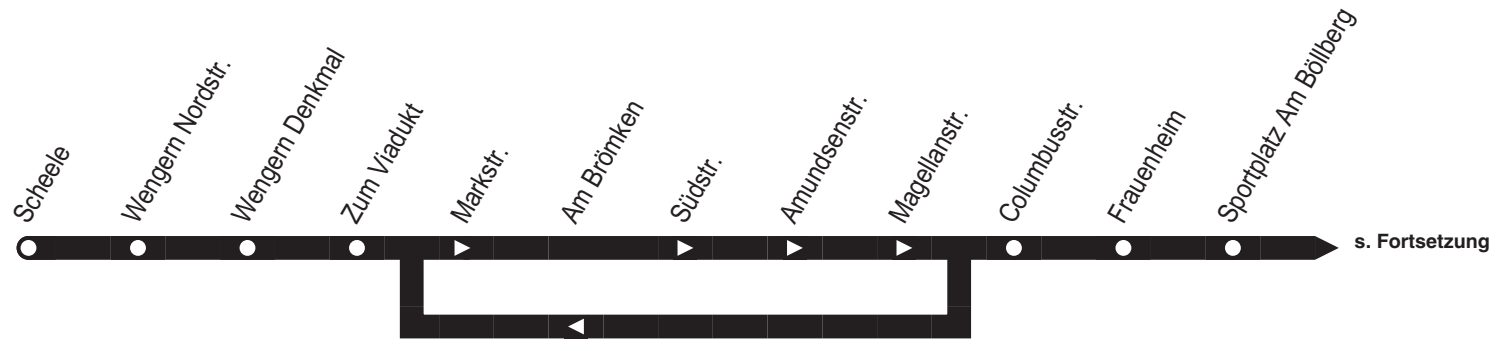 Scheele
Wengern Nordstr.
Wengern Denkmal
Zum Viadukt
Markstr.
Am Brömken
Südstr.
Amundsenstr.
Magellanstr.
Columbusstr.
Frauenheim
Sportplatz Am Böllberg
s. Fortsetzung